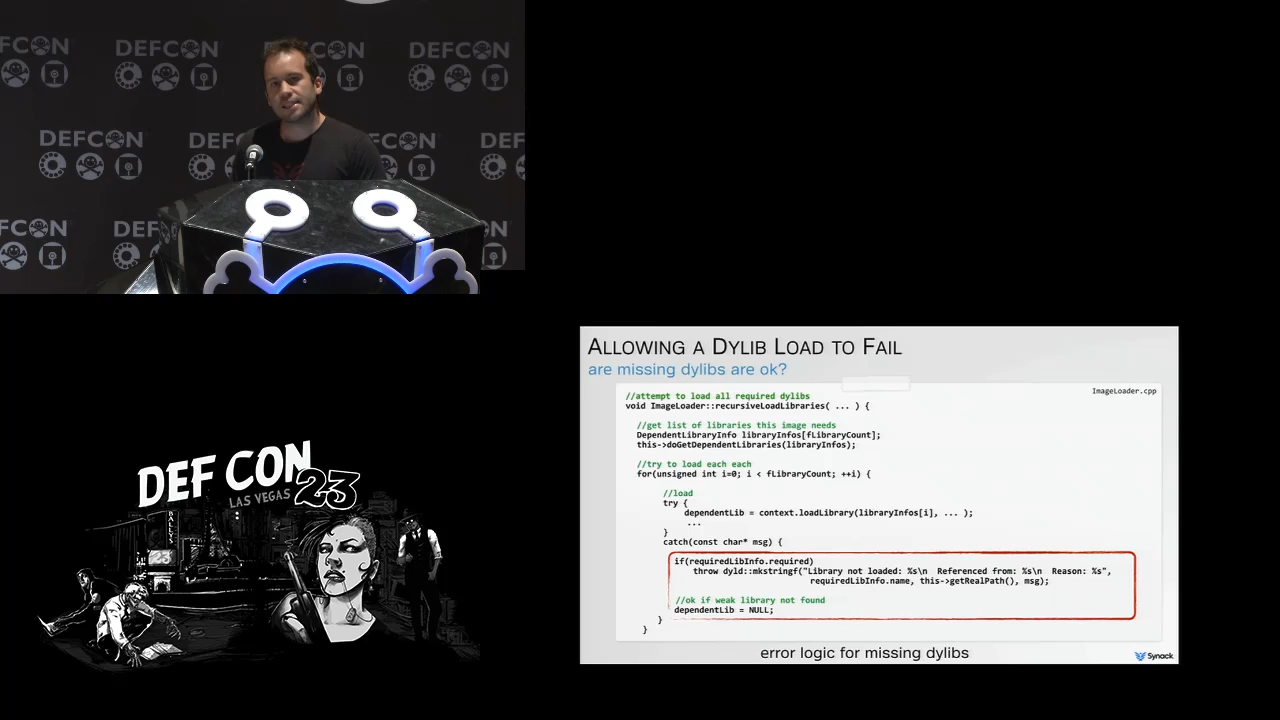 DEFCON
DEFCON
DEFCON
DEFCON
DEFCON
DEFCON
DEFCON
DEFCON
DEF
DEFCON
DEF CON
LAS VEGAS 23
BALLYS
ALLOWING A DYLIB LOAD TO FAIL
are missing dylibs are ok?
ImageLoader.cpp
//attempt to load all required dylibs
void ImageLoader::recursiveLoadLibraries( ... ) {
//get list of libraries this image needs
DependentLibraryInfo libraryInfos[fLibraryCount];
this->doGetDependentLibraries(libraryInfos);
//try to load each each
for(unsigned int i=0; i < fLibraryCount; ++i) {
//load
try {
dependentLib = context.loadLibrary(libraryInfos[i], ... );
...
}
catch(const char* msg) {
if(requiredLibInfo.required)
throw dyld::mkstringf("Library not loaded: %s\n  Referenced from: %s\n  Reason: %s",
requiredLibInfo.name, this->getRealPath(), msg);
//ok if weak library not found
dependentLib = NULL;
}
}
error logic for missing dylibs
Synack